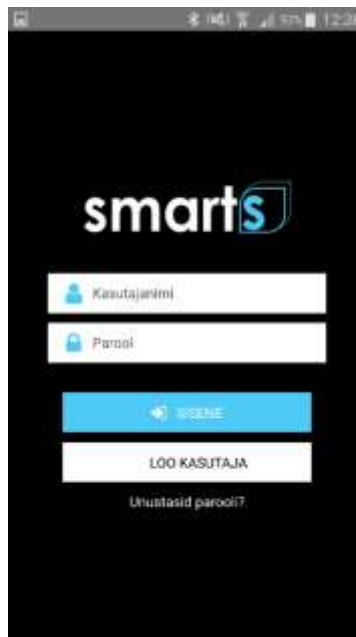 smarts
Kasutajanimi
Parool
SISENE
LOO KASUTAJA
Unustasid parooli?